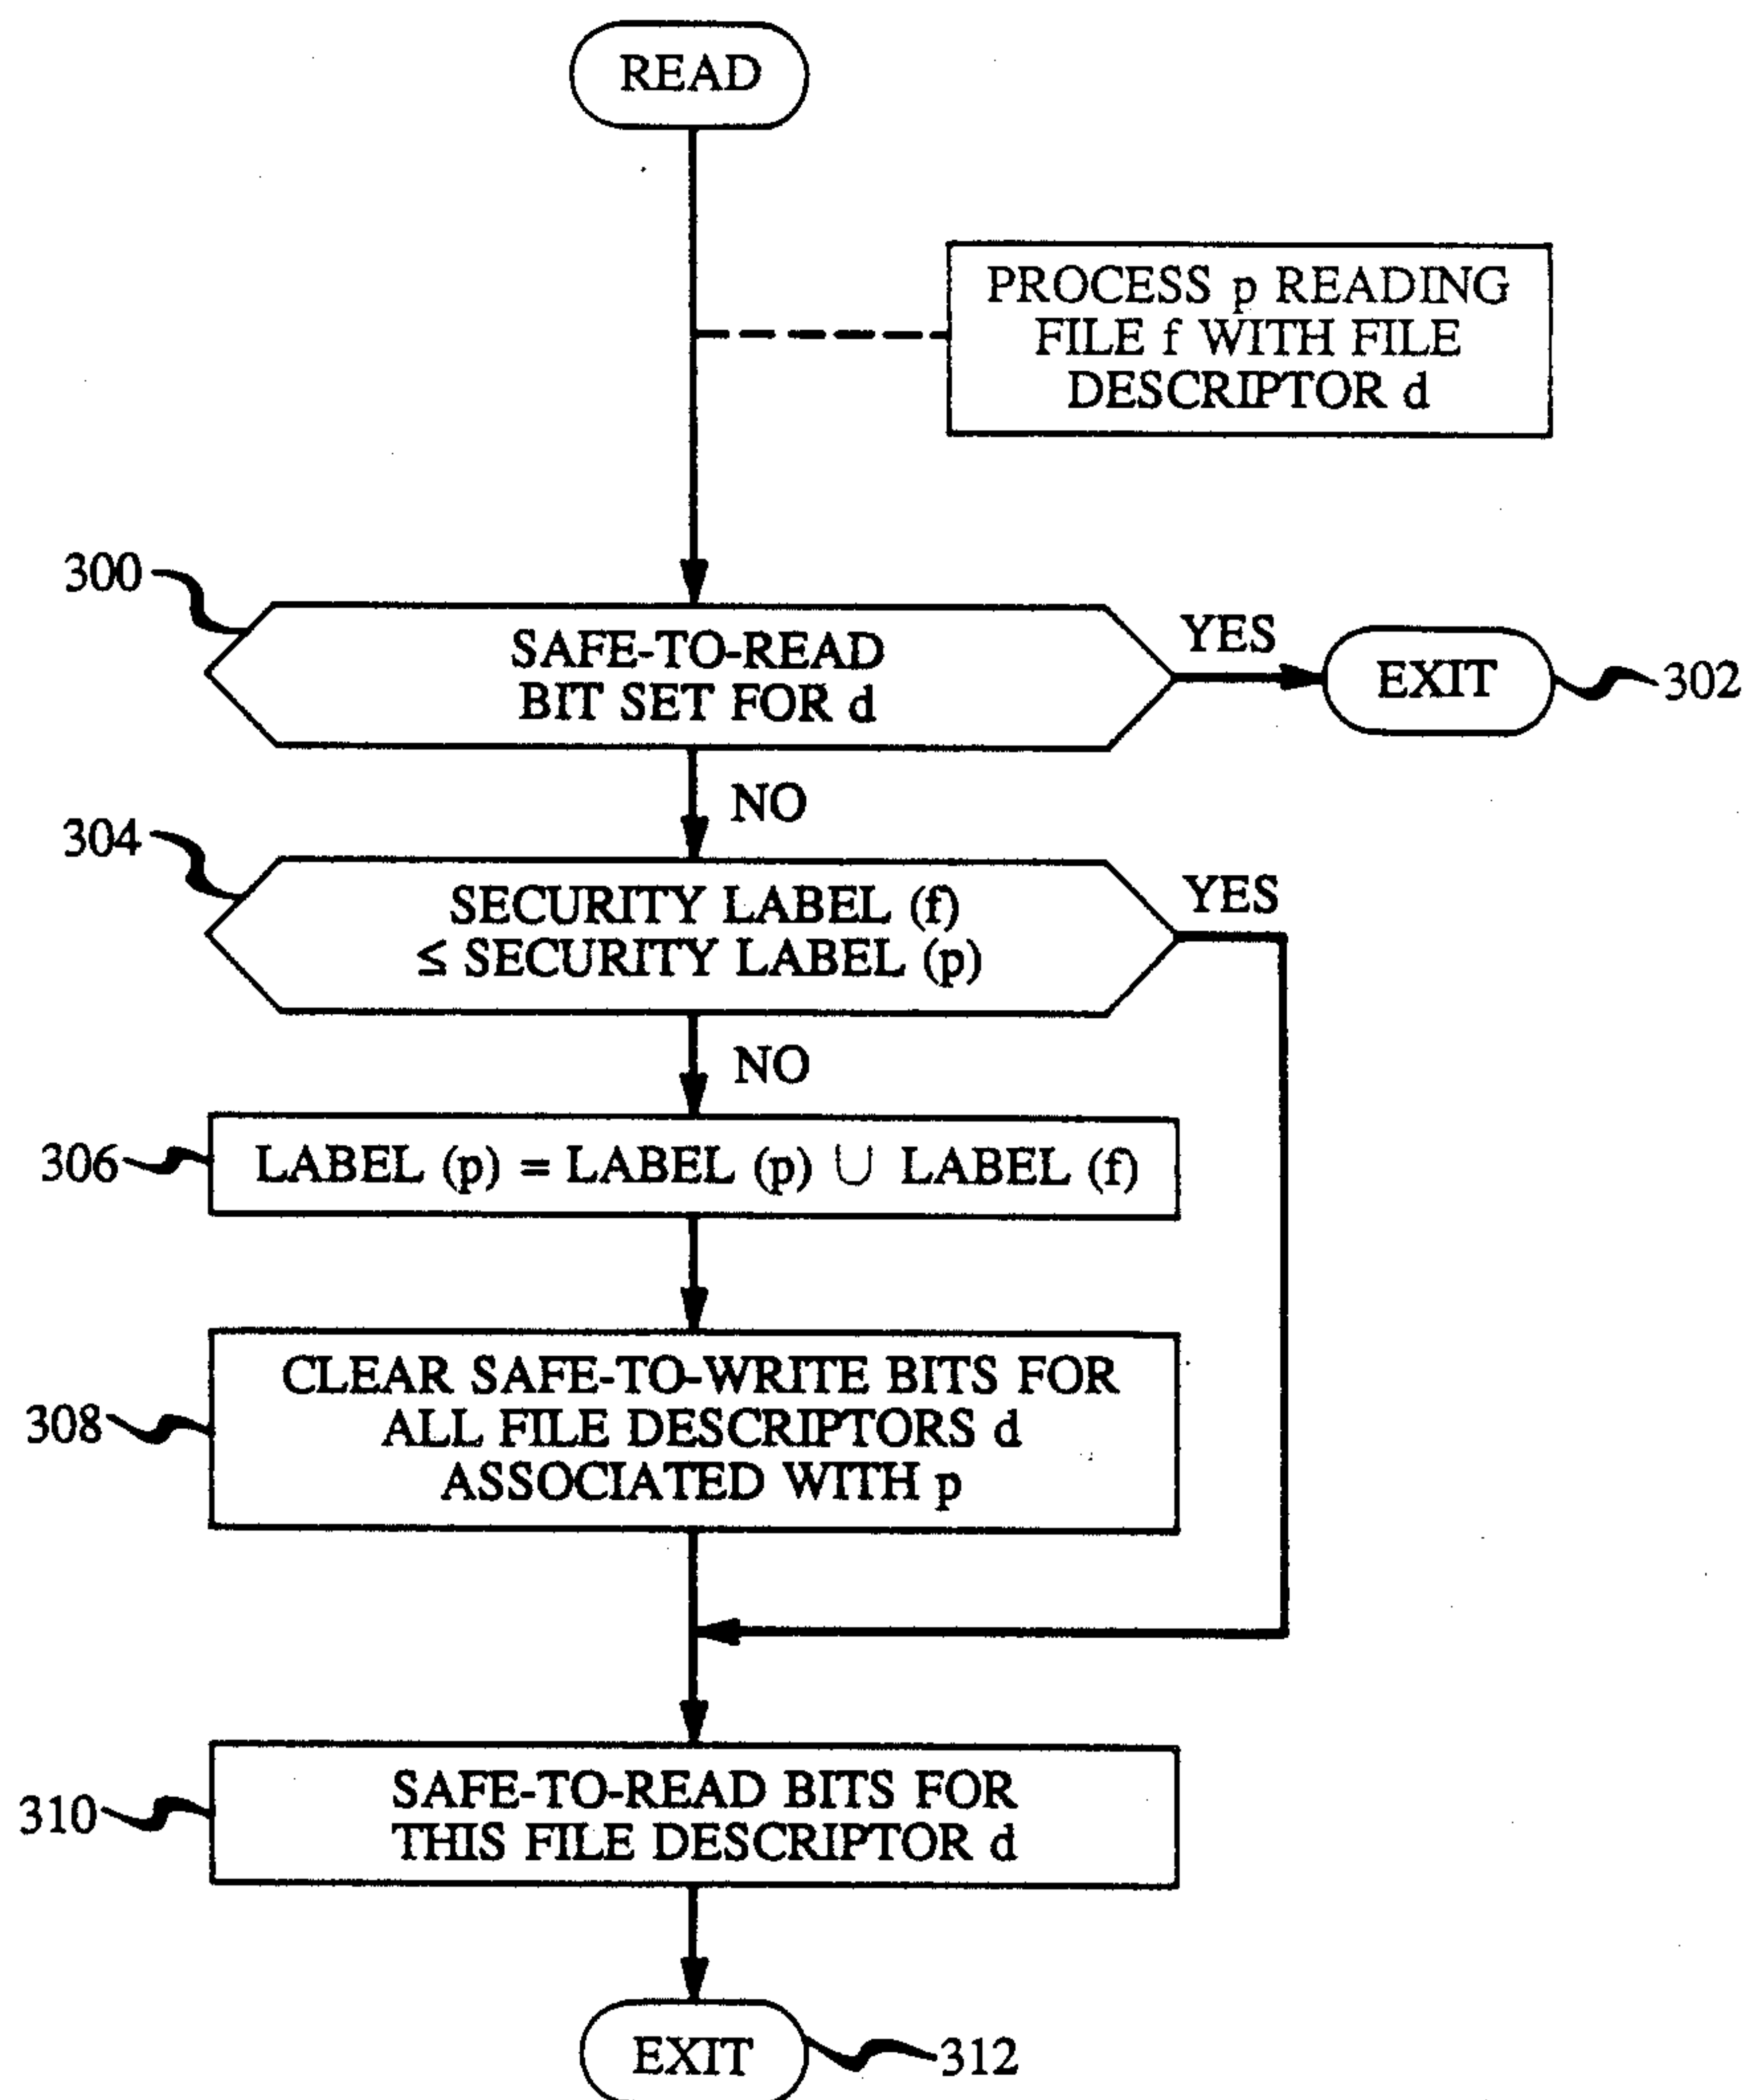 READ
PROCESS p READING
FILE f WITH FILE
DESCRIPTOR d
300
SAFE-TO-READ
BIT SET FOR d
YES
EXIT
302
NO
304
SECURITY LABEL (f)
≤ SECURITY LABEL (p)
YES
NO
306
LABEL (p) = LABEL (p) ∪ LABEL (f)
308
CLEAR SAFE-TO-WRITE BITS FOR
ALL FILE DESCRIPTORS d
ASSOCIATED WITH p
310
SAFE-TO-READ BITS FOR
THIS FILE DESCRIPTOR d
EXIT
312